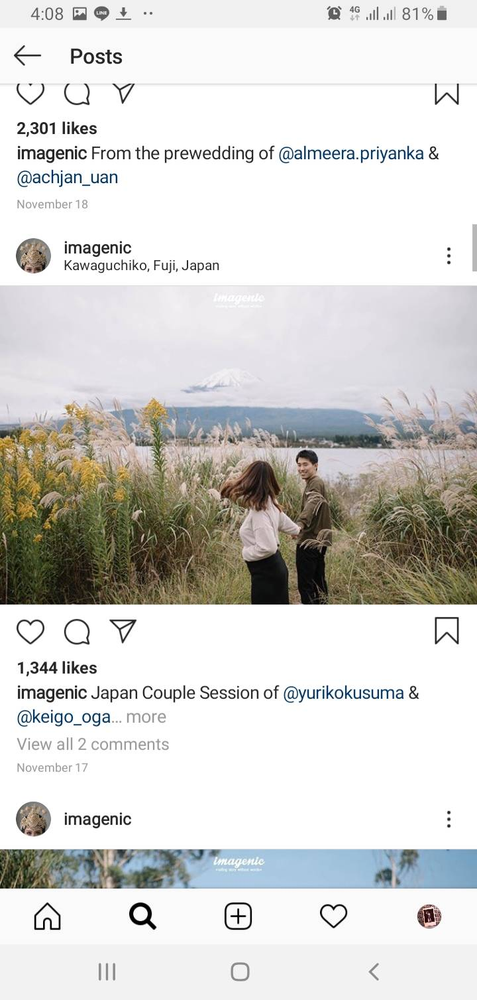 4:08
LINE
4G
81%
Posts
2,301 likes
imagenic From the prewedding of @almeera.priyanka &
@achjan_uan
November 18
imagenic
Kawaguchiko, Fuji, Japan
imagenic
1,344 likes
imagenic Japan Couple Session of @yurikokusuma &
@keigo_oga... more
View all 2 comments
November 17
imagenic
imagenic